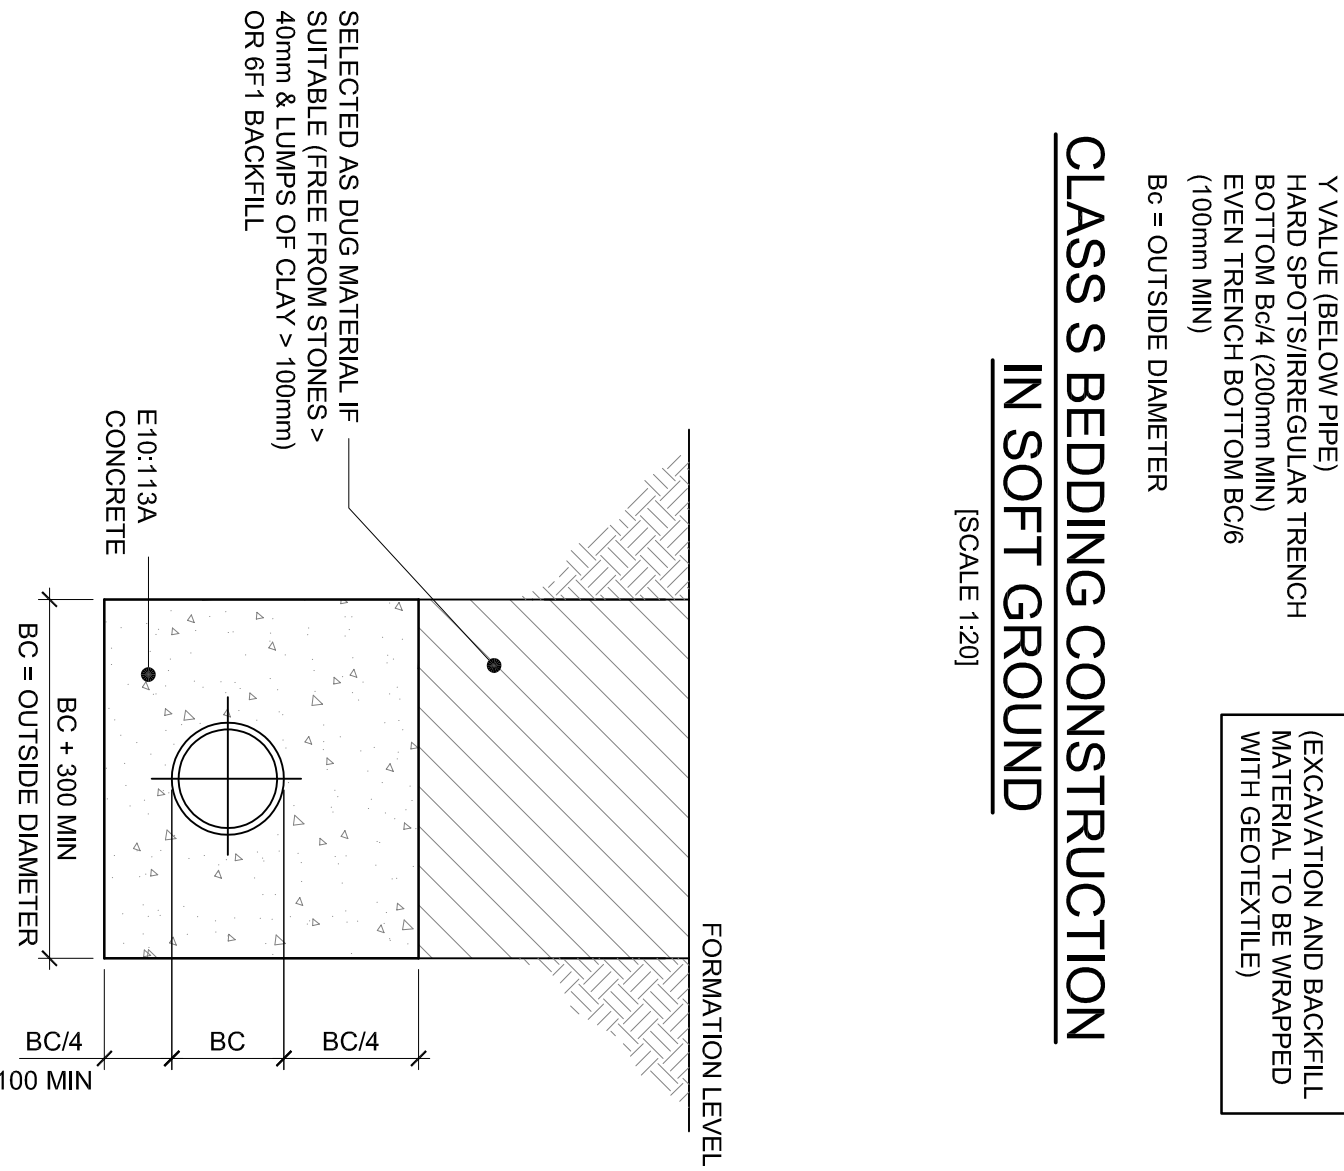 Y VALUE (BELOW PIPE)
HARD SPOTS/IRREGULAR TRENCH
BOTTOM Bc/4 (200mm MIN)
EVEN TRENCH BOTTOM BC/6
(100mm MIN)
Bc = OUTSIDE DIAMETER
(EXCAVATION AND BACKFILL
MATERIAL TO BE WRAPPED
WITH GEOTEXTILE)
CLASS S BEDDING CONSTRUCTION
IN SOFT GROUND
[SCALE 1:20]
FORMATION LEVEL
SELECTED AS DUG MATERIAL IF
SUITABLE (FREE FROM STONES >
40mm & LUMPS OF CLAY > 100mm)
OR 6F1 BACKFILL
E10:113A
CONCRETE
BC/4
BC
BC/4
100 MIN
BC + 300 MIN
BC = OUTSIDE DIAMETER